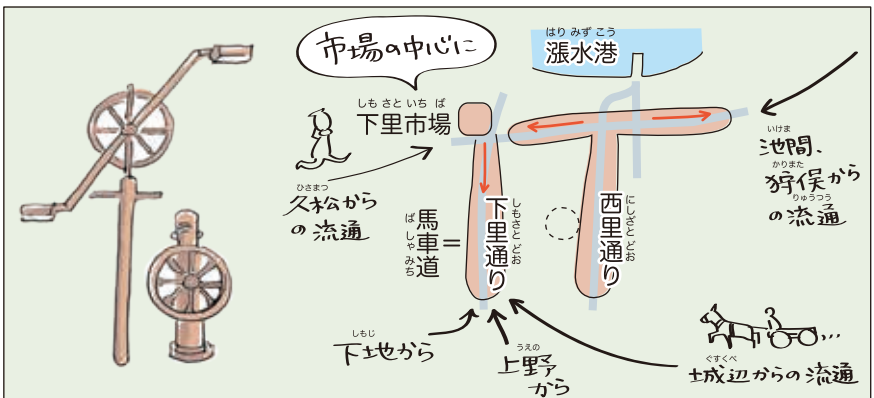 市場の中心に
はりみずこう
漲水港
しもさといちば
下里市場
ひさまつ
久松から
の流通
ばしゃみち
馬車道
＝
しもさとどお
下里通り
にしざとどお
西里通り
いけま
池間、
かりまた
狩俣から
りゅうつう
の流通
しもじ
下地から
うえの
上野
から
ぐすくべ
城辺からの流通
...